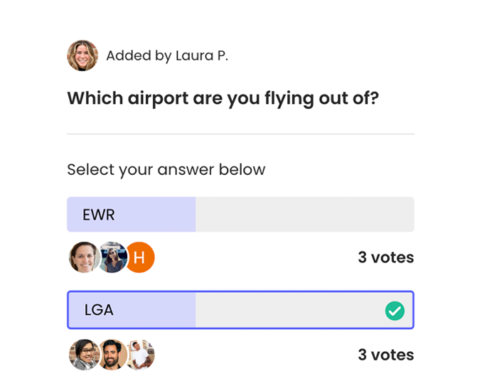 Added by Laura P.
Which airport are you flying out of?
Select your answer below
EWR
H
3 votes
LGA
3 votes